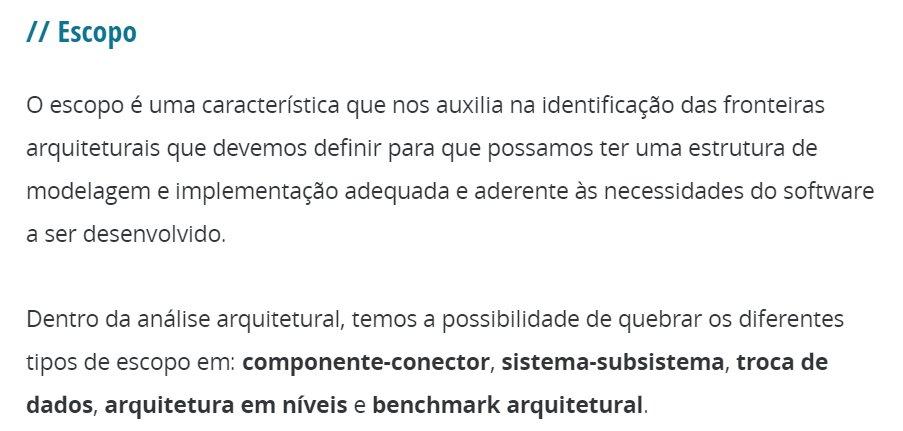 // Escopo
O escopo é uma característica que nos auxilia na identificação das fronteiras
arquiteturais que devemos definir para que possamos ter uma estrutura de
modelagem e implementação adequada e aderente às necessidades do software
a ser desenvolvido.
Dentro da análise arquitetural, temos a possibilidade de quebrar os diferentes
tipos de escopo em: componente-conector, sistema-subsistema, troca de
dados, arquitetura em níveis e benchmark arquitetural.